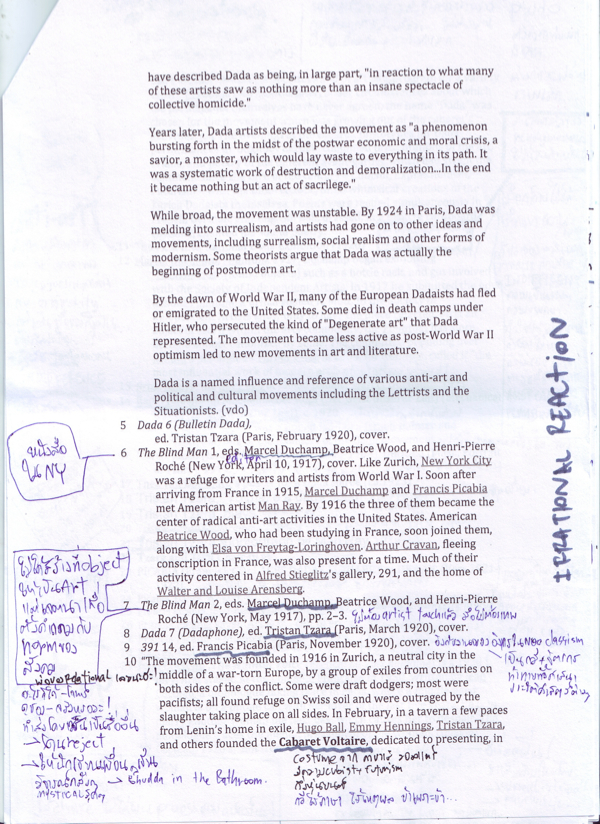 have described Dada as being, in large part, "in reaction to what many
of these artists saw as nothing more than an insane spectacle of
collective homicide."
Years later, Dada artists described the movement as "a phenomenon
bursting forth in the midst of the postwar economic and moral crisis, a
savior, a monster, which would lay waste to everything in its path. It
was a systematic work of destruction and demoralization...In the end
it became nothing but an act of sacrilege."
While broad, the movement was unstable. By 1924 in Paris, Dada was
melding into surrealism, and artists had gone on to other ideas and
movements, including surrealism, social realism and other forms of
modernism. Some theorists argue that Dada was actually the
beginning of postmodern art.
By the dawn of World War II, many of the European Dadaists had fled
or emigrated to the United States. Some died in death camps under
Hitler, who persecuted the kind of "Degenerate art" that Dada
represented. The movement became less active as post-World War II
optimism led to new movements in art and literature.
Dada is a named influence and reference of various anti-art and
political and cultural movements including the Lettrists and the
Situationists. (vdo)
5 Dada 6 (Bulletin Dada),
ed. Tristan Tzara (Paris, February 1920), cover.
6 The Blind Man 1, eds. Marcel Duchamp, Beatrice Wood, and Henri-Pierre
Roché (New York, April 10, 1917), cover. Like Zurich, New York City
was a refuge for writers and artists from World War I. Soon after
arriving from France in 1915, Marcel Duchamp and Francis Picabia
met American artist Man Ray. By 1916 the three of them became the
center of radical anti-art activities in the United States. American
Beatrice Wood, who had been studying in France, soon joined them,
along with Elsa von Freytag-Loringhoven. Arthur Cravan, fleeing
conscription in France, was also present for a time. Much of their
activity centered in Alfred Stieglitz's gallery, 291, and the home of
Walter and Louise Arensberg.
7 The Blind Man 2, eds. Marcel Duchamp, Beatrice Wood, and Henri-Pierre
Roché (New York, May 1917), pp. 2–3.
8 Dada 7 (Dadaphone), ed. Tristan Tzara (Paris, March 1920), cover.
9 391 14, ed. Francis Picabia (Paris, November 1920), cover.
10 "The movement was founded in 1916 in Zurich, a neutral city in the
middle of a war-torn Europe, by a group of exiles from countries on
both sides of the conflict. Some were draft dodgers; most were
pacifists; all found refuge on Swiss soil and were outraged by the
slaughter taking place on all sides. In February, in a tavern a few paces
from Lenin's home in exile, Hugo Ball, Emmy Hennings, Tristan Tzara,
and others founded the Cabaret Voltaire, dedicated to presenting, in
IRRATIONAL REACTION
หนังสือ
ใน NY
object
Art
reject
Bhudda in the Bathroom.
costume